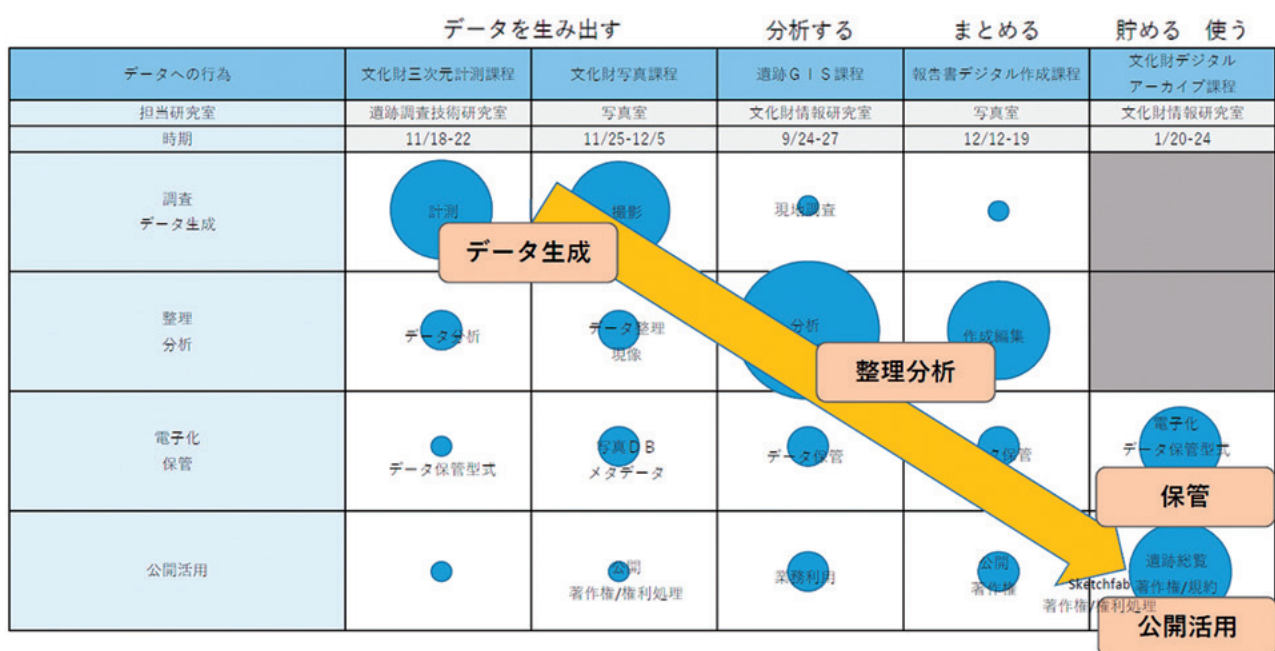 データを生み出す 分析する まとめる 貯める 使う
データへの行為 文化財三次元計測課程 文化財写真課程 遺跡GIS課程 報告書デジタル作成課程 文化財デジタル
アーカイブ課程
担当研究室 遺跡調査技術研究室 写真室 文化財情報研究室 写真室 文化財情報研究室
時期 11/18-22 11/25-12/5 9/24-27 12/12-19 1/20-24
調査
データ生成
計測
撮影
現地調査
データ生成
整理
分析
データ分析
データ整理
現像
分析
作成編集
整理分析
電子化
保管
データ保管型式
写真DB
メタデータ
データ保管
タ保管
電子化
データ保管型式
保管
公開活用
公開
著作権/権利処理
業務利用
公開
著作権
Sketchfab
著作権/権利処理
遺跡総覧
著作権/規約
公開活用